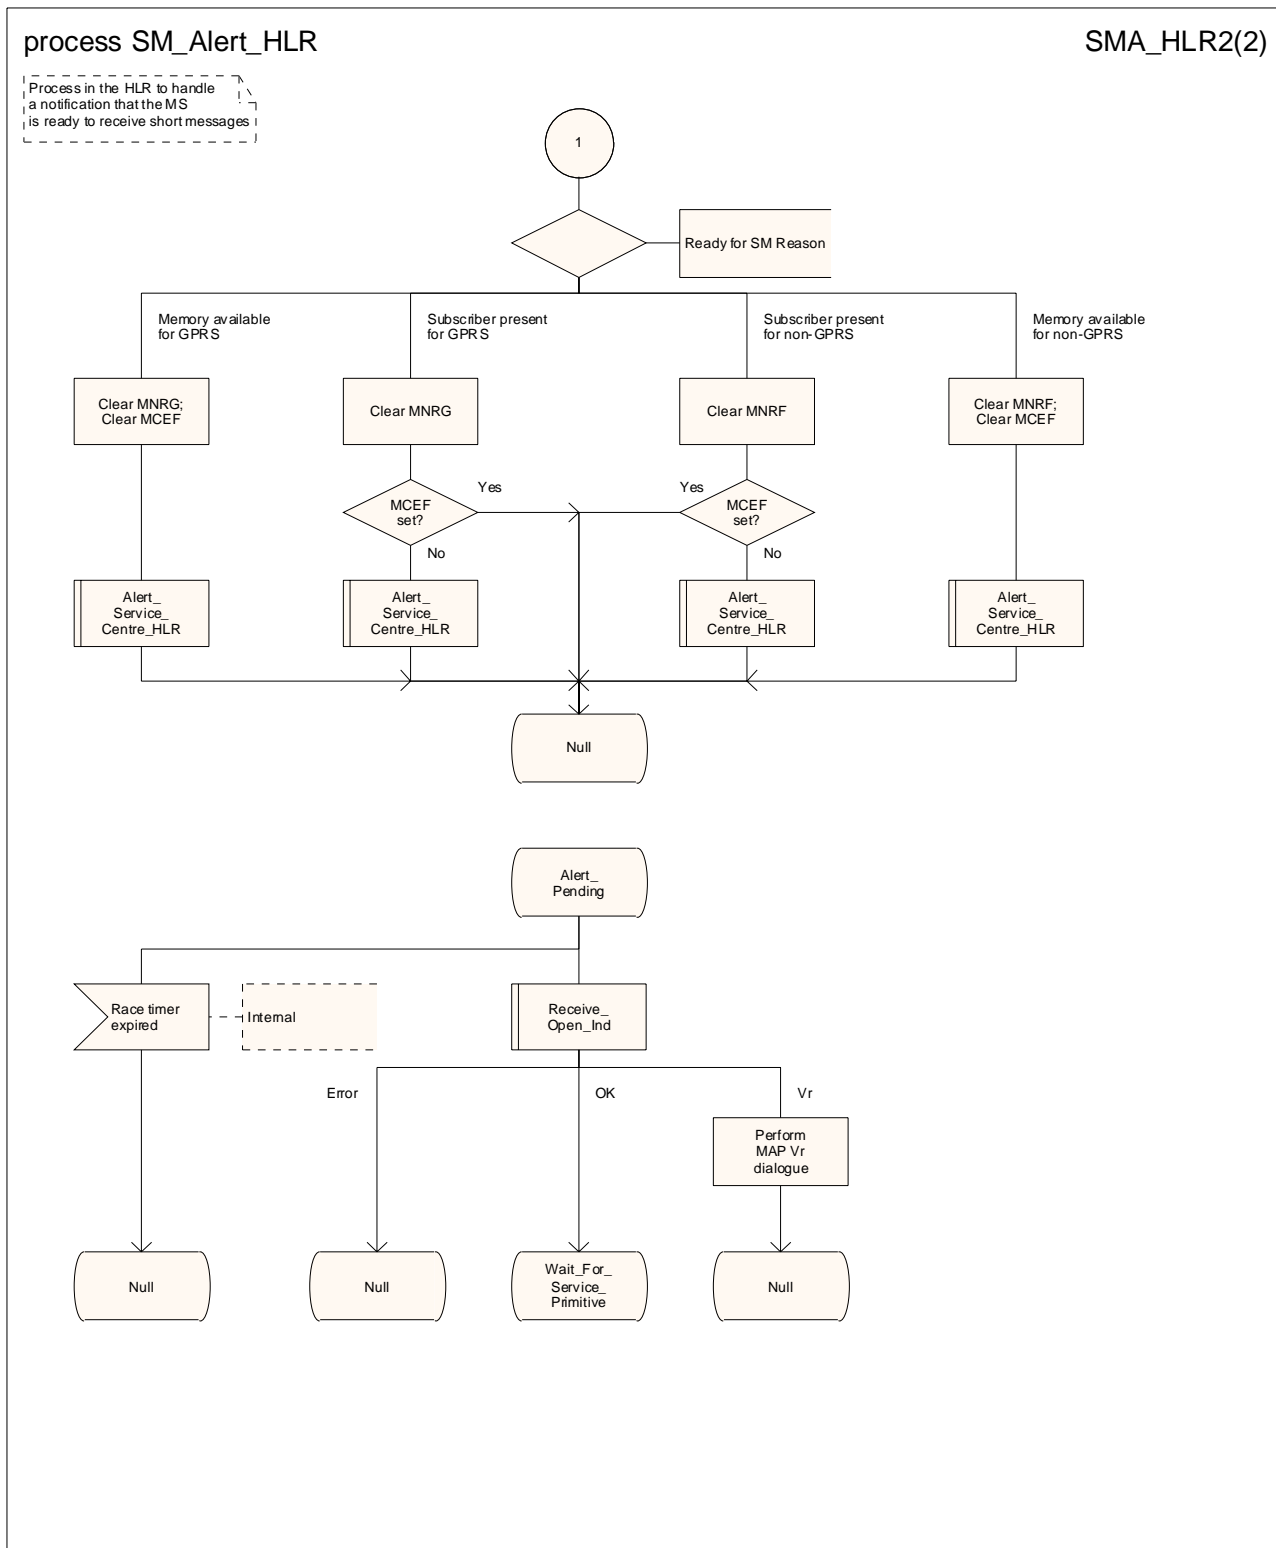 process SM_Alert_HLR
SMA_HLR2(2)
Process in the HLR to handle
a notification that the MS
is ready to receive short messages
1
Ready for SM Reason
Memory available
for GPRS
Subscriber present
for GPRS
Subscriber present
for non-GPRS
Memory available
for non-GPRS
Clear MNRG;
Clear MCEF
Clear MNRG
Clear MNRF
Clear MNRF;
Clear MCEF
Yes
Yes
MCEF
set?
MCEF
set?
No
No
Alert_
Service_
Centre_HLR
Alert_
Service_
Centre_HLR
Alert_
Service_
Centre_HLR
Alert_
Service_
Centre_HLR
Null
Alert_
Pending
Race timer
expired
Internal
Receive_
Open_Ind
Error
OK
Vr
Perform
MAP Vr
dialogue
Null
Null
Wait_For_
Service_
Primitive
Null